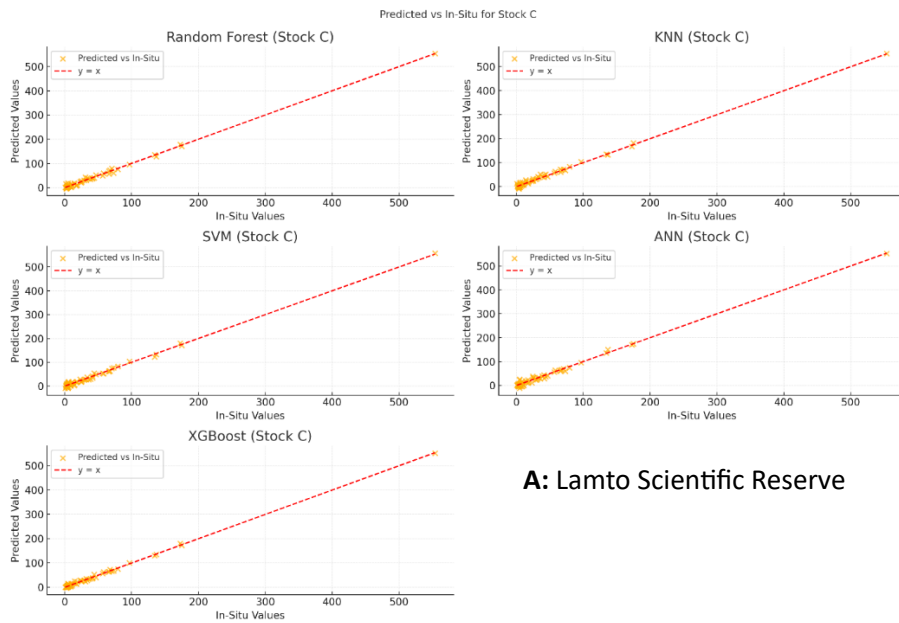 Predicted vs In-Situ for Stock C
Random Forest (Stock C)
Predicted vs In-Situ
y = x
Predicted Values
500
400
300
200
100
0
0 100 200 300 400 500
In-Situ Values
KNN (Stock C)
Predicted vs In-Situ
y = x
Predicted Values
500
400
300
200
100
0
0 100 200 300 400 500
In-Situ Values
SVM (Stock C)
Predicted vs In-Situ
y = x
Predicted Values
500
400
300
200
100
0
0 100 200 300 400 500
In-Situ Values
ANN (Stock C)
Predicted vs In-Situ
y = x
Predicted Values
500
400
300
200
100
0
0 100 200 300 400 500
In-Situ Values
XGBoost (Stock C)
Predicted vs In-Situ
y = x
Predicted Values
500
400
300
200
100
0
0 100 200 300 400 500
In-Situ Values
A: Lamto Scientific Reserve